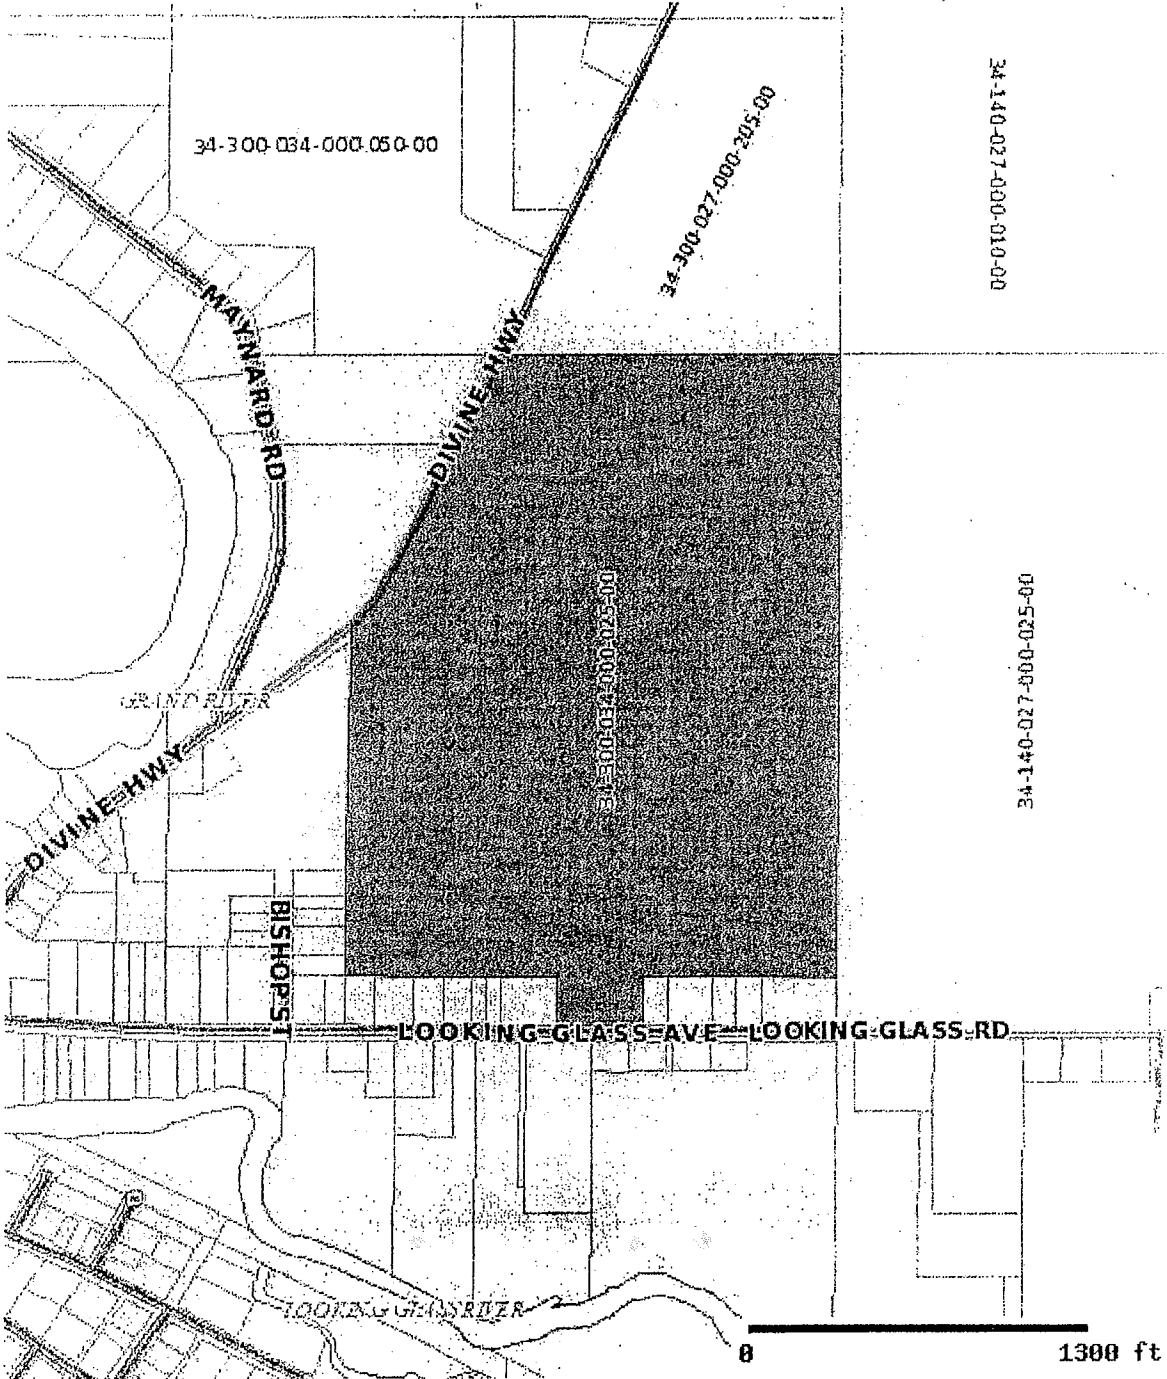 34-300-034-000-050-00
34-300-027-000-205-00
34-140-027-000-010-00
MAYNARD RD
DIVINE HWY
34-300-034-000-025-00
34-140-027-000-025-00
GRAND RIVER
DIVINE HWY
BISHOP ST
LOOKING GLASS AVE LOOKING GLASS RD
LOOKING GLASS RIVER
0 1300 ft